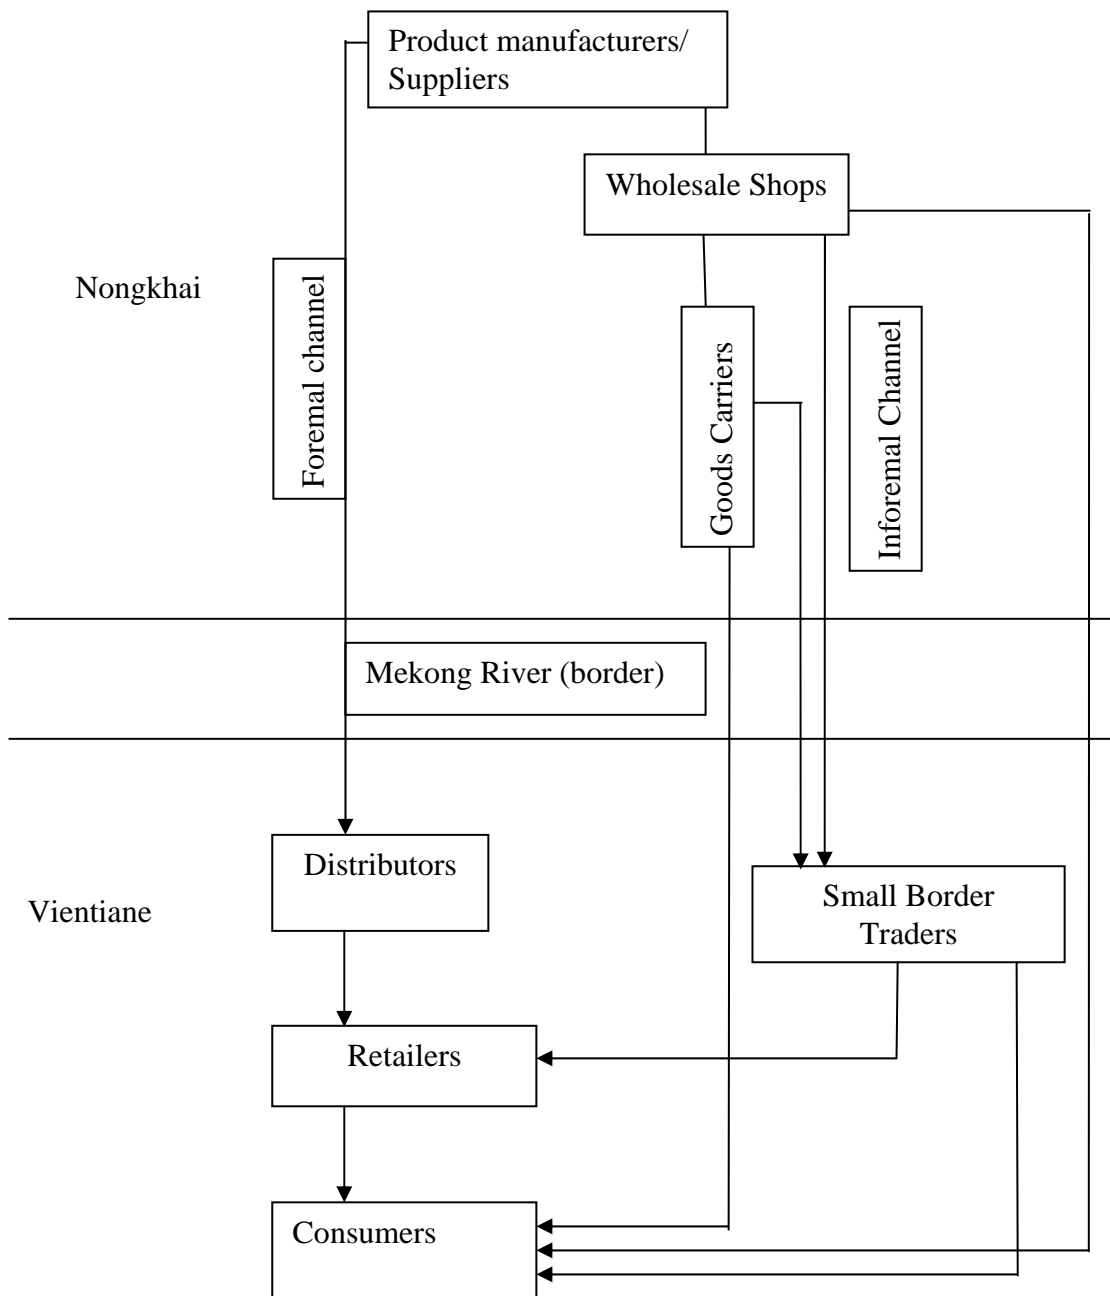 Product manufacturers/
Suppliers
Wholesale Shops
Nongkhai
Foremal channel
Goods Carriers
Inforemal Channel
Mekong River (border)
Distributors
Small Border
Traders
Vientiane
Retailers
Consumers